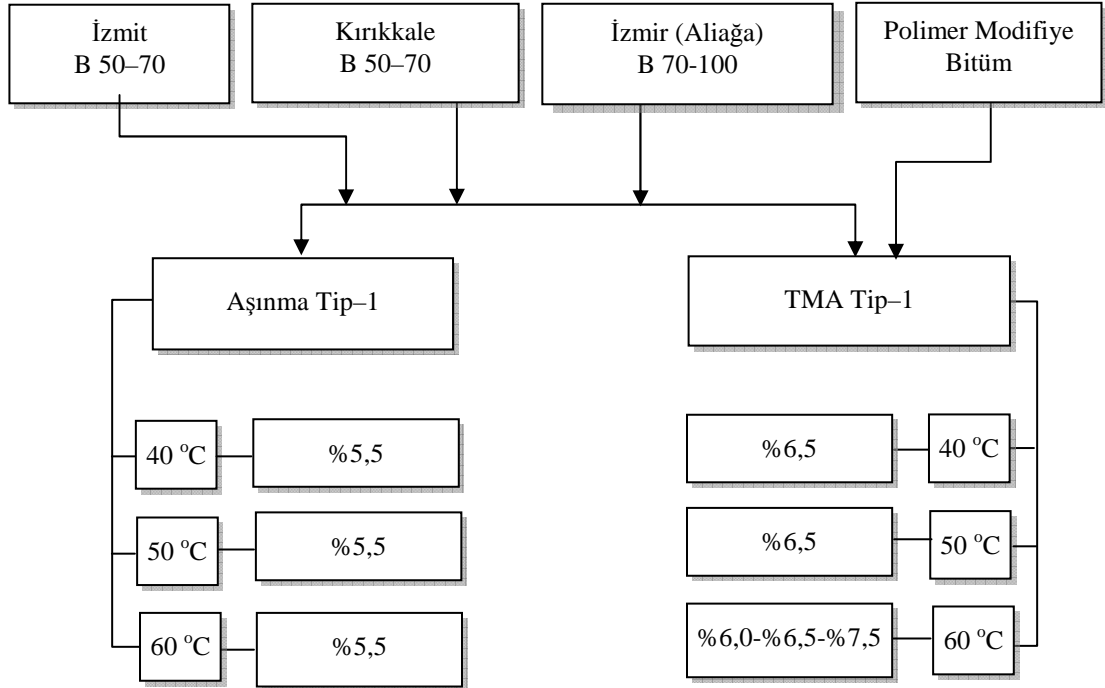 İzmit
B 50–70
Kırıkkale
B 50–70
İzmir (Aliağa)
B 70-100
Polimer Modifiye
Bitüm
Aşınma Tip–1
TMA Tip–1
40 °C
%5,5
50 °C
%5,5
60 °C
%5,5
%6,5
40 °C
%6,5
50 °C
%6,0-%6,5-%7,5
60 °C